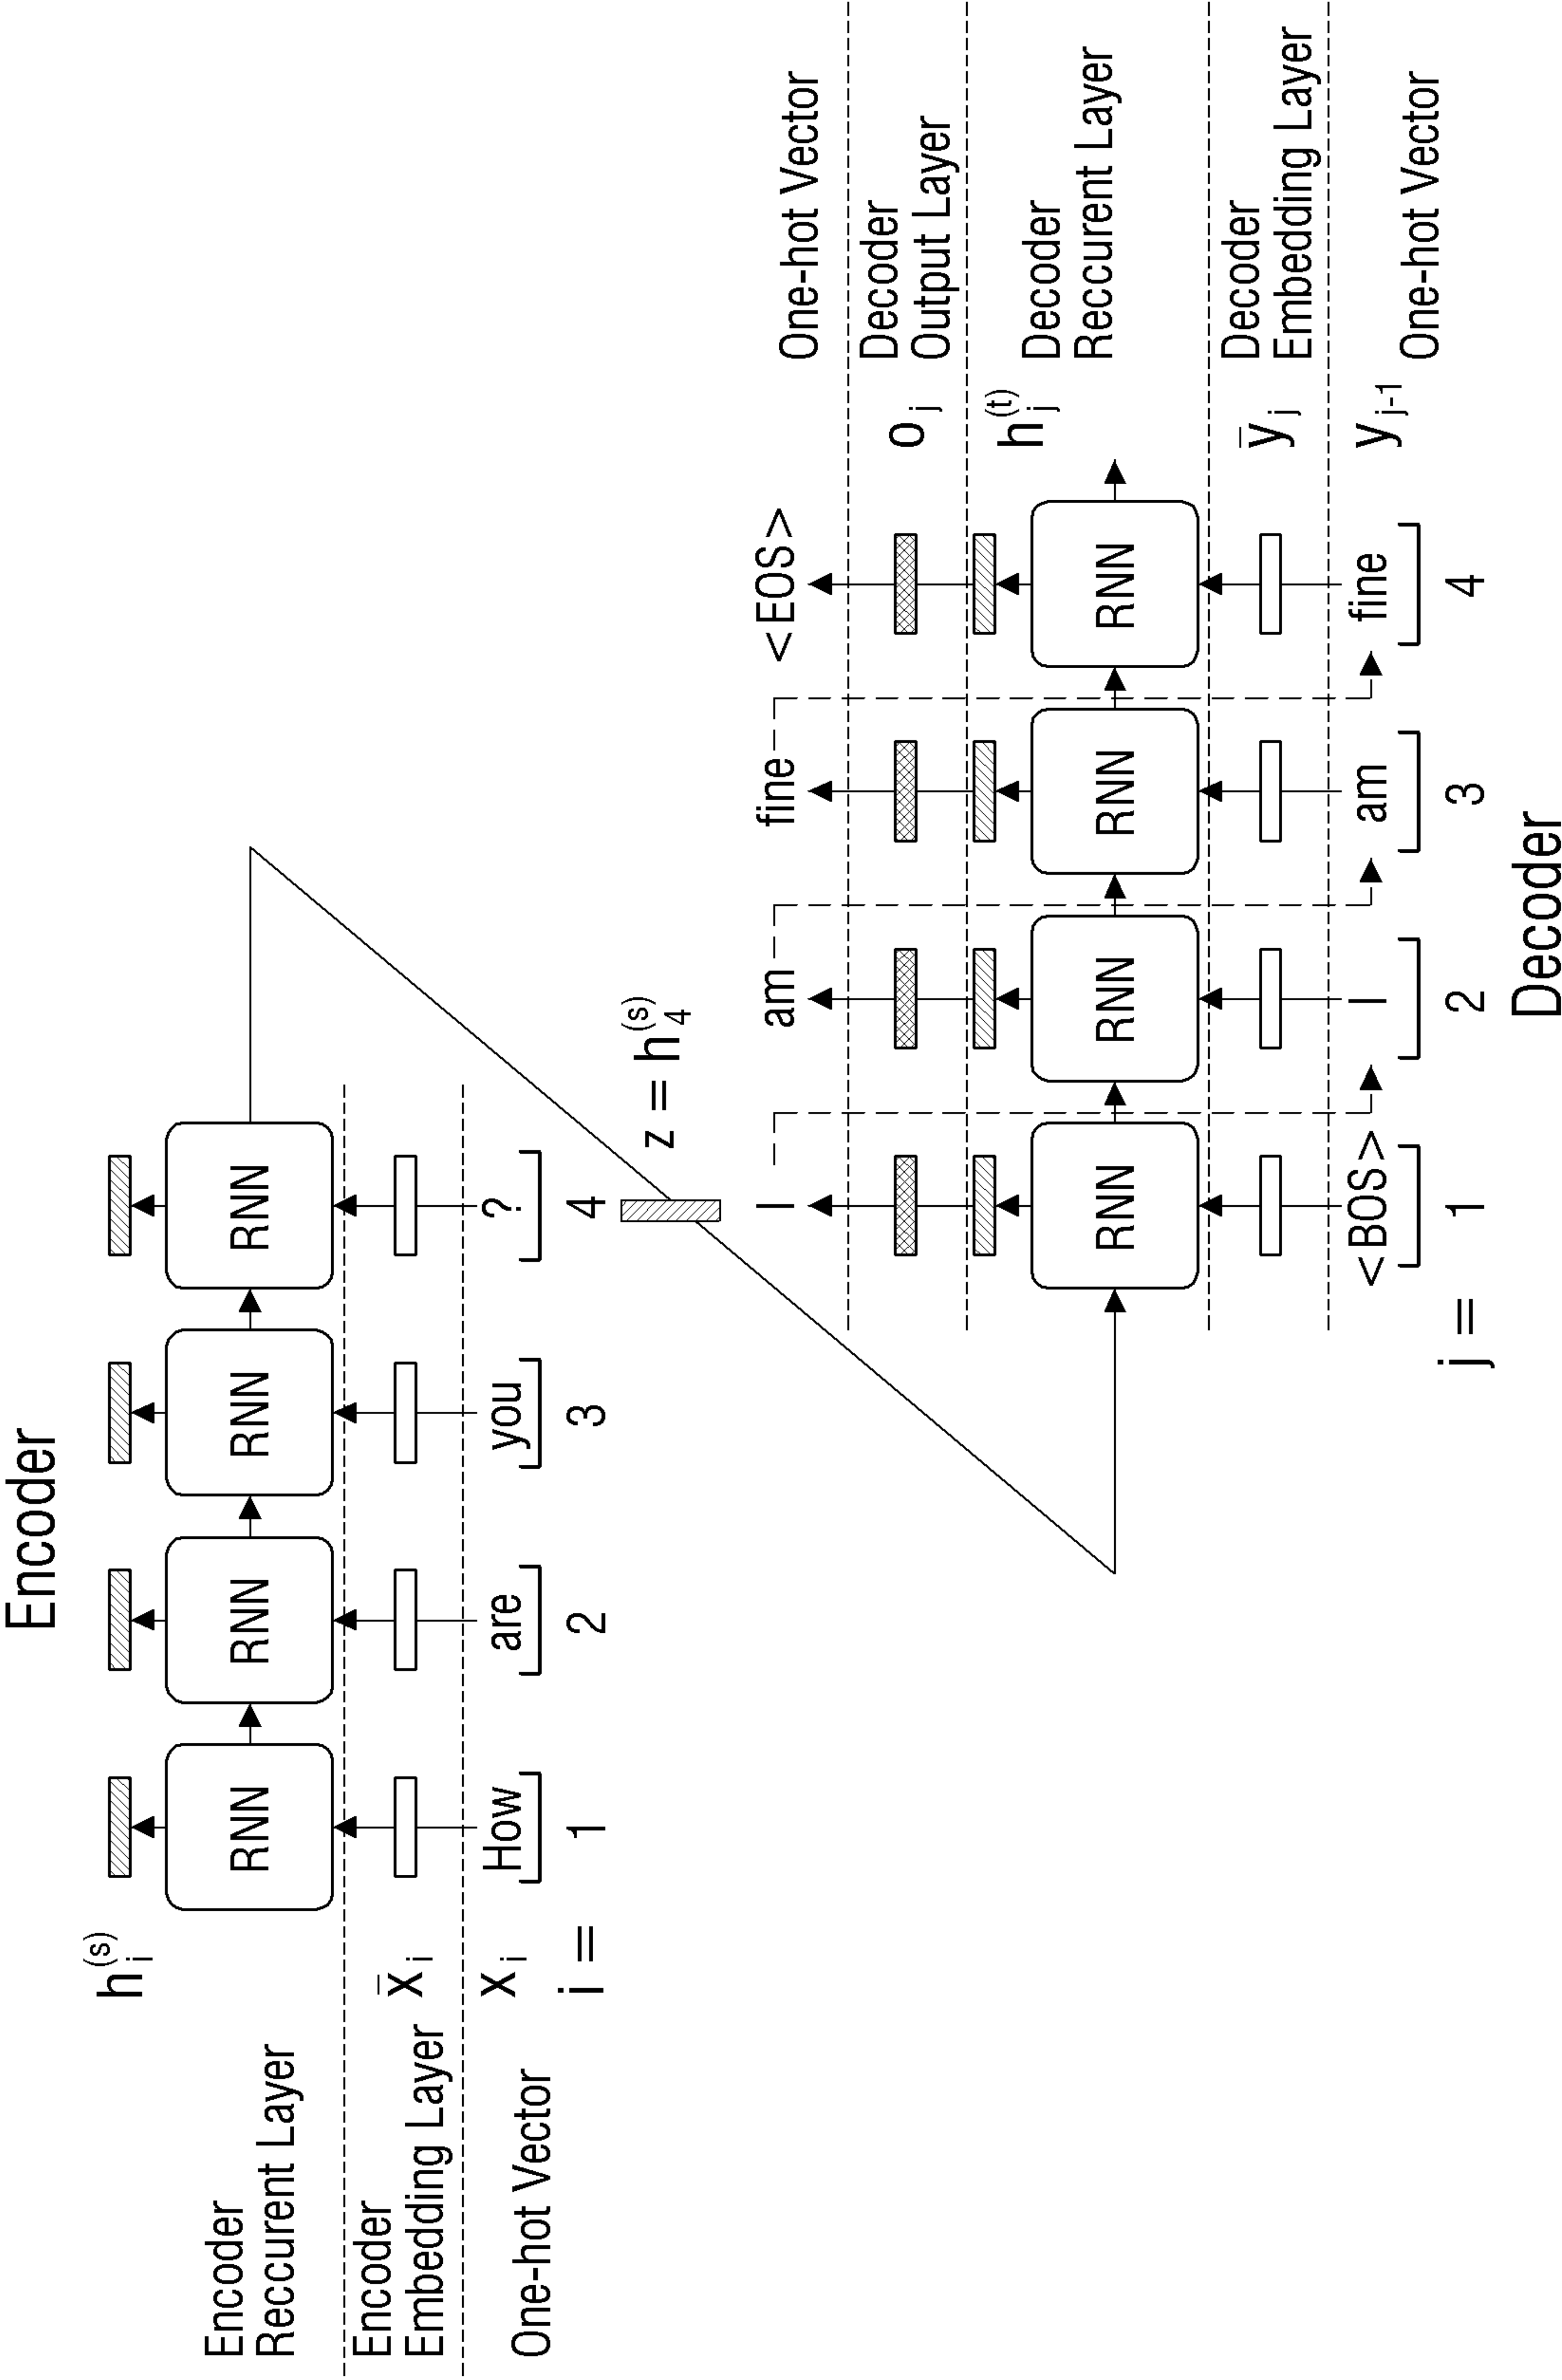 Encoder
h_i^(s)
Encoder
Reccurent Layer
RNN RNN RNN RNN
Encoder
Embedding Layer
x̄_i
One-hot Vector
x_i
How are you ?
i = 1 2 3 4
z = h_4^(s)
I am fine <EOS>
One-hot Vector
o_j
Decoder
Output Layer
h_j^(t)
Decoder
Reccurent Layer
RNN RNN RNN RNN
ȳ_j
Decoder
Embedding Layer
<BOS> I am fine
y_j-1
One-hot Vector
j = 1 2 3 4
Decoder